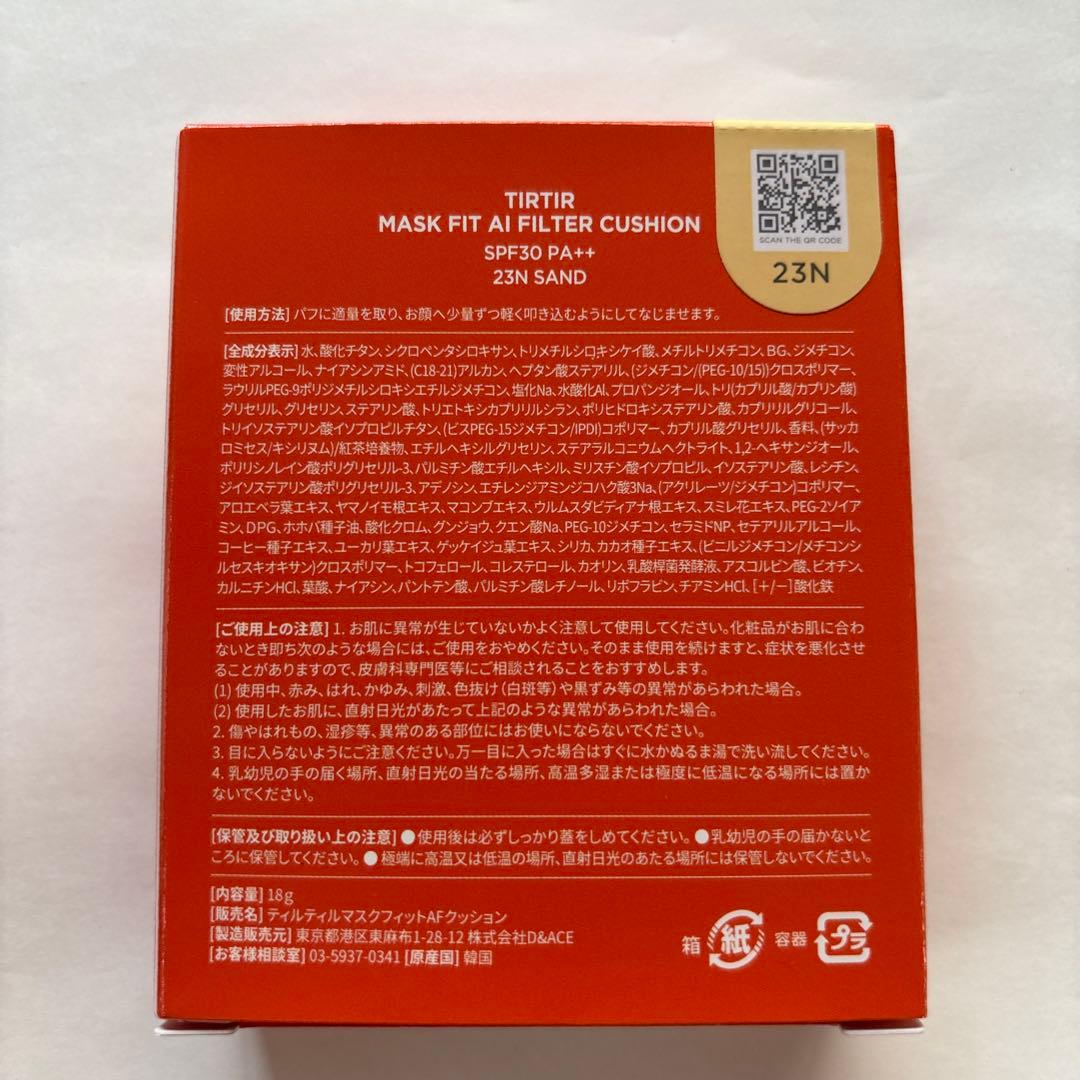 TIRTIR
MASK FIT AI FILTER CUSHION
SPF30 PA++
23N SAND
SCAN THE QR CODE
23N
[使用方法] パフに適量を取り、お顔へ少量ずつ軽く叩き込むようにしてなじませます。
[全成分表示] 水、酸化チタン、シクロペンタシロキサン、トリメチルシロキシケイ酸、メチルトリメチコン、BG、ジメチコン、
変性アルコール、ナイアシンアミド、(C18-21)アルカン、ヘプタン酸ステアリル、(ジメチコン/(PEG-10/15))クロスポリマー、
ラウリルPEG-9ポリジメチルシロキシエチルジメチコン、塩化Na、水酸化Al、プロパンジオール、トリ(カプリル酸/カプリン酸)
グリセリル、グリセリン、ステアリン酸、トリエトキシカプリリルシラン、ポリヒドロキシステアリン酸、カプリリルグリコール、
トリイソステアリン酸イソプロピルチタン、(ビスPEG-15ジメチコン/IPDI)コポリマー、カプリル酸グリセリル、香料、(サッカ
ロミセス/キシリヌム)/紅茶培養物、エチルヘキシルグリセリン、ステアラルコニウムヘクトライト、1,2-ヘキサンジオール、
ポリリシノレイン酸ポリグリセリル-3、パルミチン酸エチルヘキシル、ミリスチン酸イソプロピル、イソステアリン酸、レシチン、
ジイソステアリン酸ポリグリセリル-3、アデノシン、エチレンジアミンジコハク酸3Na、(アクリレーツ/ジメチコン)コポリマー、
アロエベラ葉エキス、ヤマノイモ根エキス、マコンブエキス、ウルムスダビディアナ根エキス、スミレ花エキス、PEG-2ソイア
ミン、DPG、ホホバ種子油、酸化クロム、グンジョウ、クエン酸Na、PEG-10ジメチコン、セラミドNP、セテアリルアルコール、
コーヒー種子エキス、ユーカリ葉エキス、ゲッケイジュ葉エキス、シリカ、カカオ種子エキス、(ビニルジメチコン/メチコンシ
ルセスキオキサン)クロスポリマー、トコフェロール、コレステロール、カオリン、乳酸桿菌発酵液、アスコルビン酸、ビオチン、
カルニチンHCl、葉酸、ナイアシン、パントテン酸、パルミチン酸レチノール、リボフラビン、チアミンHCl、[+/-]酸化鉄
[ご使用上の注意] 1. お肌に異常が生じていないかよく注意して使用してください。化粧品がお肌に合わ
ないとき即ち次のような場合には、ご使用をおやめください。そのまま使用を続けますと、症状を悪化させ
ることがありますので、皮膚科専門医等にご相談されることをおすすめします。
(1) 使用中、赤み、はれ、かゆみ、刺激、色抜け(白斑等)や黒ずみ等の異常があらわれた場合。
(2) 使用したお肌に、直射日光があたって上記のような異常があらわれた場合。
2. 傷やはれもの、湿疹等、異常のある部位にはお使いにならないでください。
3. 目に入らないようにご注意ください。万一目に入った場合はすぐに水かぬるま湯で洗い流してください。
4. 乳幼児の手の届く場所、直射日光の当たる場所、高温多湿または極度に低温になる場所には置か
ないでください。
[保管及び取り扱い上の注意] ●使用後は必ずしっかり蓋をしめてください。 ●乳幼児の手の届かないと
ころに保管してください。 ● 極端に高温又は低温の場所、直射日光のあたる場所には保管しないでください。
[内容量] 18g
[販売名] ティルティルマスクフィットAFクッション
[製造販売元] 東京都港区東麻布1-28-12 株式会社D&ACE
[お客様相談室] 03-5937-0341 [原産国] 韓国
箱 紙 容器 プラ